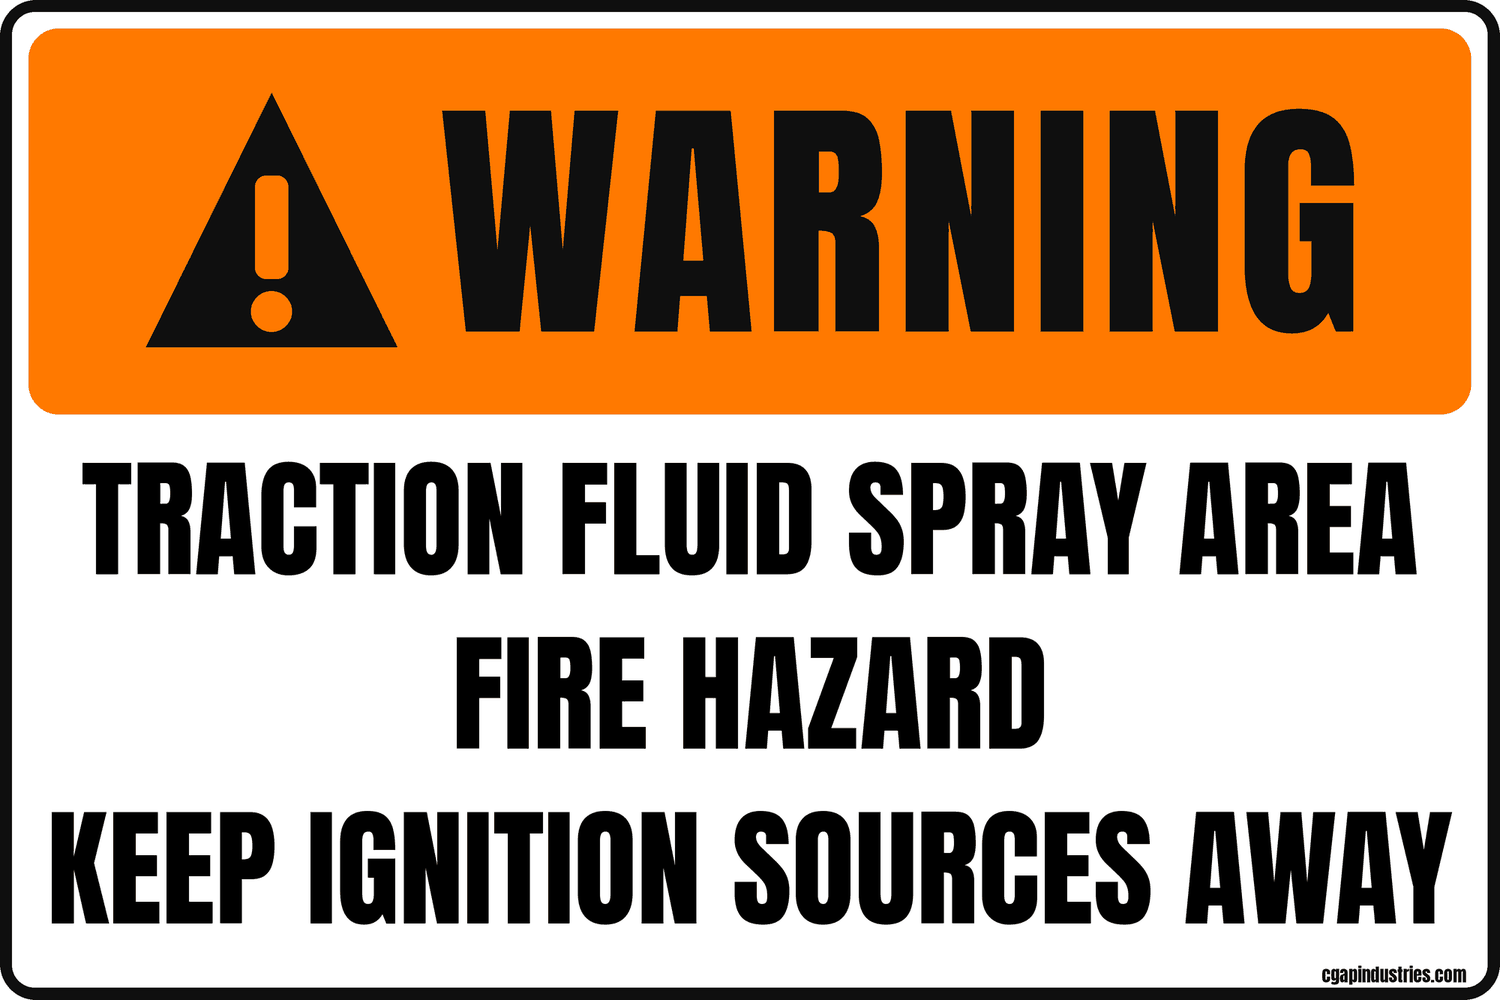 WARNING
TRACTION FLUID SPRAY AREA
FIRE HAZARD
KEEP IGNITION SOURCES AWAY
cgapindustries.com